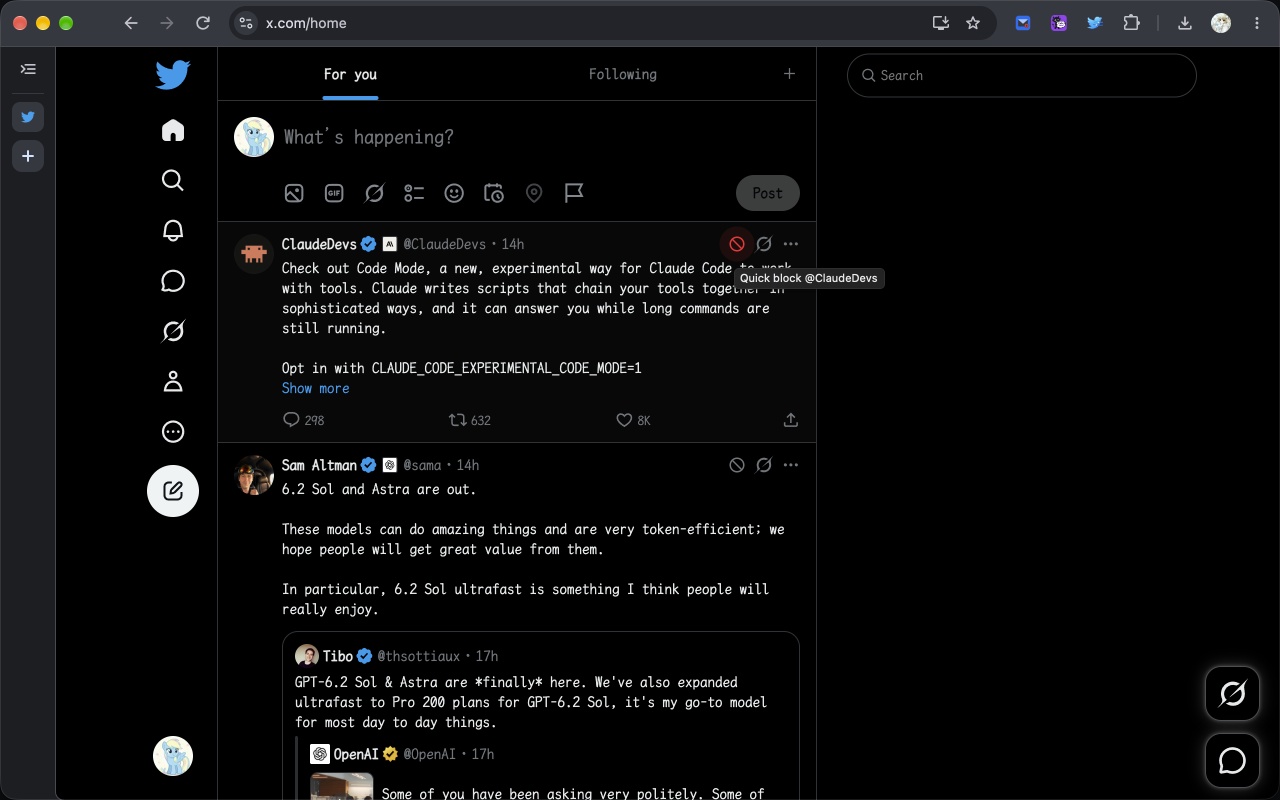 x.com/home
For you
Following
Search
What's happening?
GIF
Post
ClaudeDevs @ClaudeDevs · 14h
Check out Code Mode, a new, experimental way for Claude Code to work
Quick block @ClaudeDevs
with tools. Claude writes scripts that chain your tools together in
sophisticated ways, and it can answer you while long commands are
still running.
Opt in with CLAUDE_CODE_EXPERIMENTAL_CODE_MODE=1
Show more
298 632 8K
Sam Altman @sama · 14h
6.2 Sol and Astra are out.
These models can do amazing things and are very token-efficient; we
hope people will get great value from them.
In particular, 6.2 Sol ultrafast is something I think people will
really enjoy.
Tibo @thsottiaux · 17h
GPT-6.2 Sol & Astra are *finally* here. We've also expanded
ultrafast to Pro 200 plans for GPT-6.2 Sol, it's my go-to model
for most day to day things.
OpenAI @OpenAI · 17h
Some of you have been asking very politely. Some of